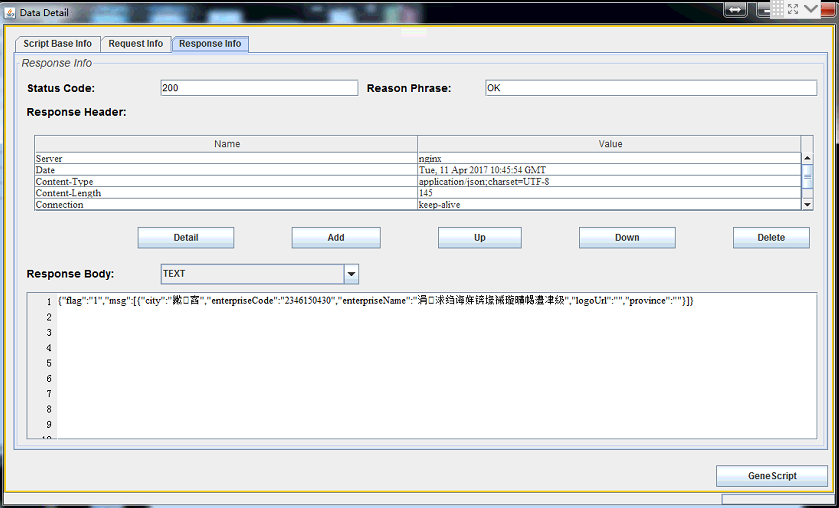 Data Detail
Script Base Info Request Info Response Info
Response Info
Status Code: 200 Reason Phrase: OK
Response Header:
Name Value
Server nginx
Date Tue, 11 Apr 2017 10:45:54 GMT
Content-Type application/json;charset=UTF-8
Content-Length 145
Connection keep-alive
Detail Add Up Down Delete
Response Body: TEXT
1 {"flag":"1","msg":[{"city":"","enterpriseCode":"2346150430","enterpriseName":"","logoUrl":"","province":""}]}
2
3
4
5
6
7
8
9
10
GeneScript